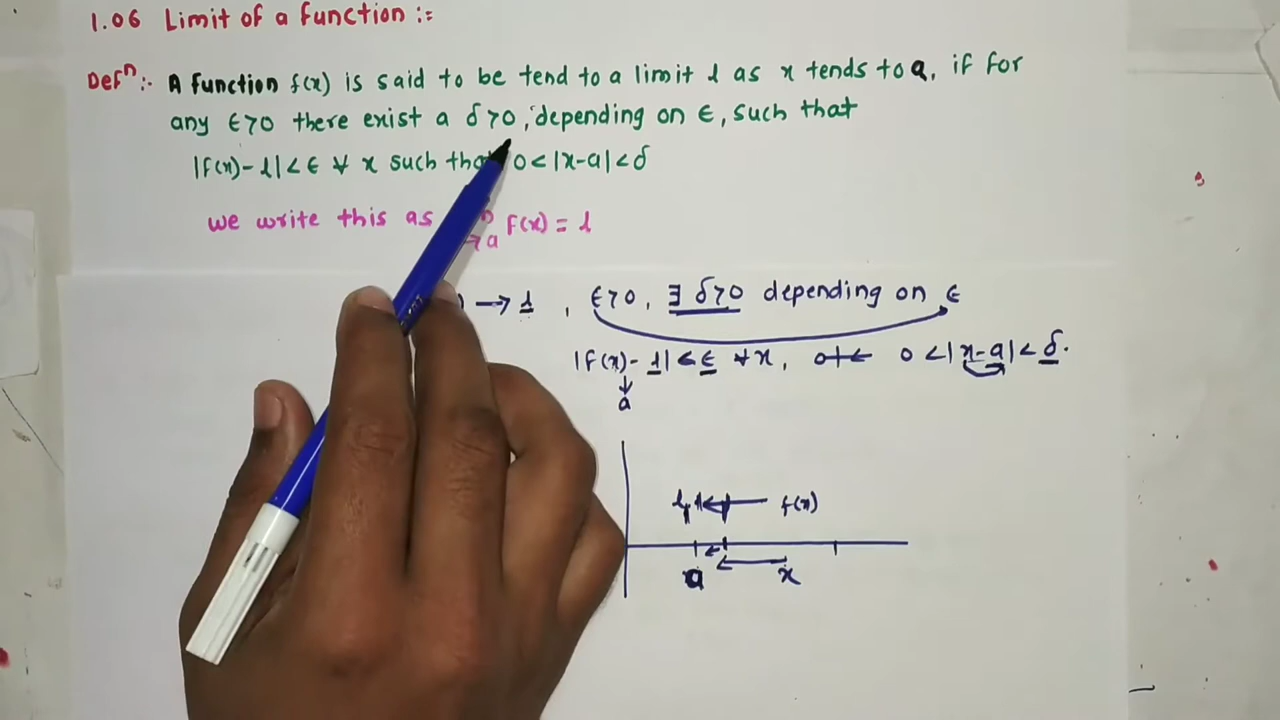 1.06 Limit of a function :=
Defⁿ:- A function f(x) is said to be tend to a limit l as x tends to a, if for
any ϵ>0 there exist a δ>0, depending on ϵ, such that
|f(x)-l|<ϵ ∀ x such that 0<|x-a|<δ
we write this as →a f(x) = l
→ l , ϵ>0, ∃ δ>0 depending on ϵ
|f(x)-l|<ϵ ∀x, 0<|x-a|<δ.
↓
a
l ← f(x)
a ← x